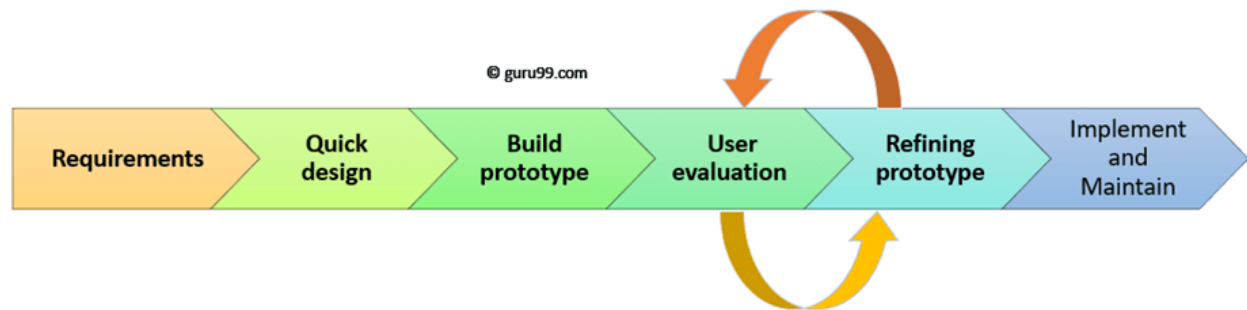 © guru99.com
Requirements
Quick
design
Build
prototype
User
evaluation
Refining
prototype
Implement
and
Maintain